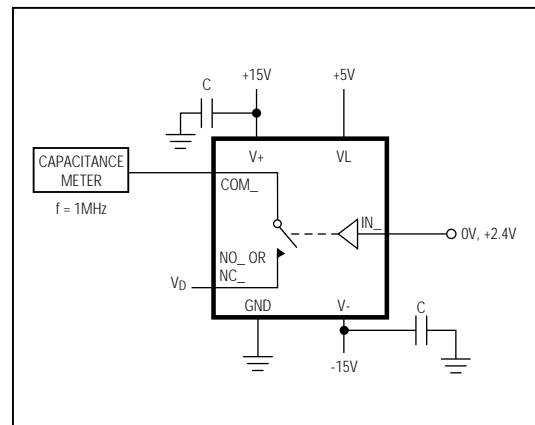 +15V
+5V
C
V+
VL
CAPACITANCE
METER
COM_
f = 1MHz
IN_
0V, +2.4V
NO_ OR
NC_
VD
GND
V-
C
-15V